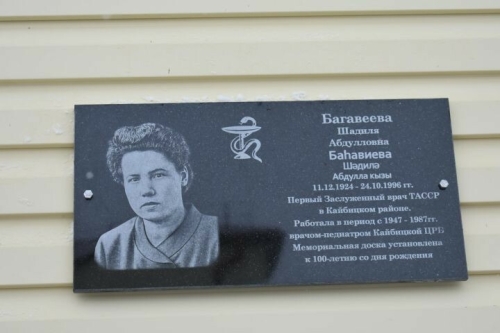 Багавеева
Шадиля
Абдулловна
Баһавиева
Шәдилә
Абдулла кызы
11.12.1924 - 24.10.1996 гг.
Первый Заслуженный врач ТАССР
в Кайбицком районе.
Работала в период с 1947 - 1987гг.
врачом-педиатром Кайбицкой ЦРБ
Мемориальная доска установлена
к 100-летию со дня рождения